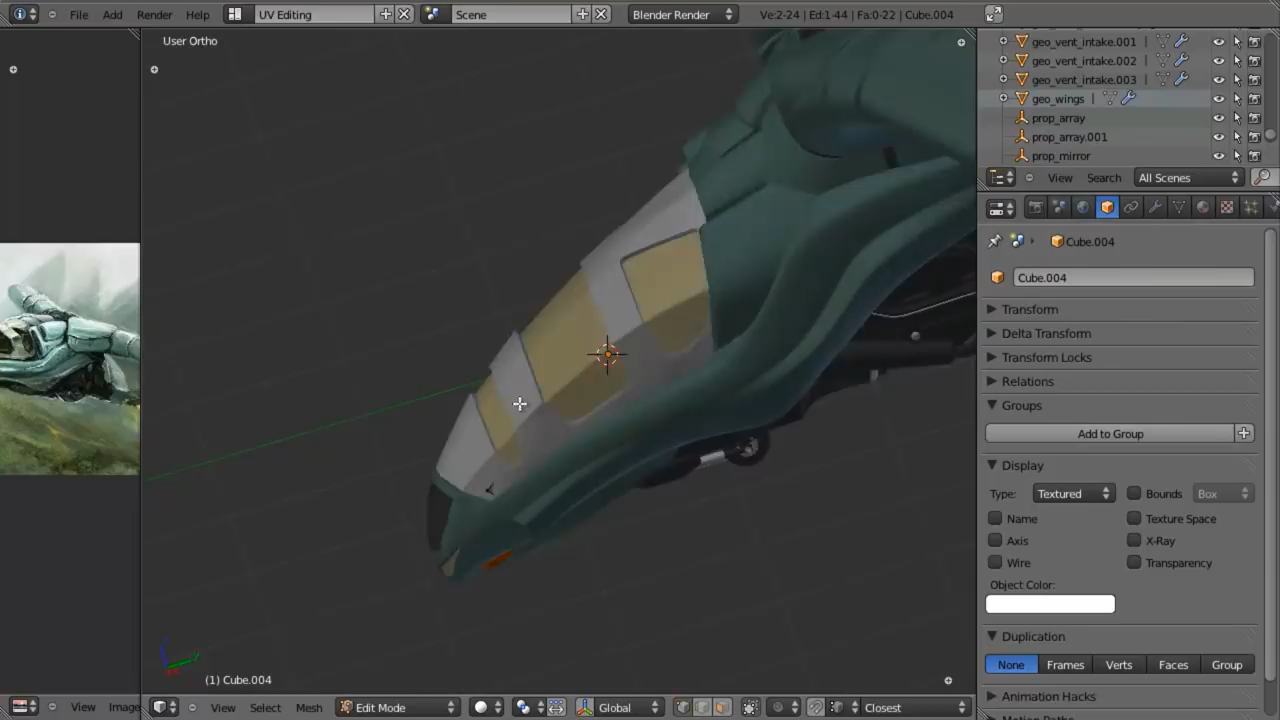 File Add Render Help UV Editing Scene Blender Render Ve:2-24 | Ed:1-44 | Fa:0-22 | Cube.004
User Ortho
geo_vent_intake.001
geo_vent_intake.002
geo_vent_intake.003
geo_wings
prop_array
prop_array.001
prop_mirror
View Search All Scenes
Cube.004
Cube.004
Transform
Delta Transform
Transform Locks
Relations
Groups
Add to Group
Display
Type: Textured Bounds Box
Name Texture Space
Axis X-Ray
Wire Transparency
Object Color:
Duplication
None Frames Verts Faces Group
Animation Hacks
(1) Cube.004
View Image View Select Mesh Edit Mode Global Closest